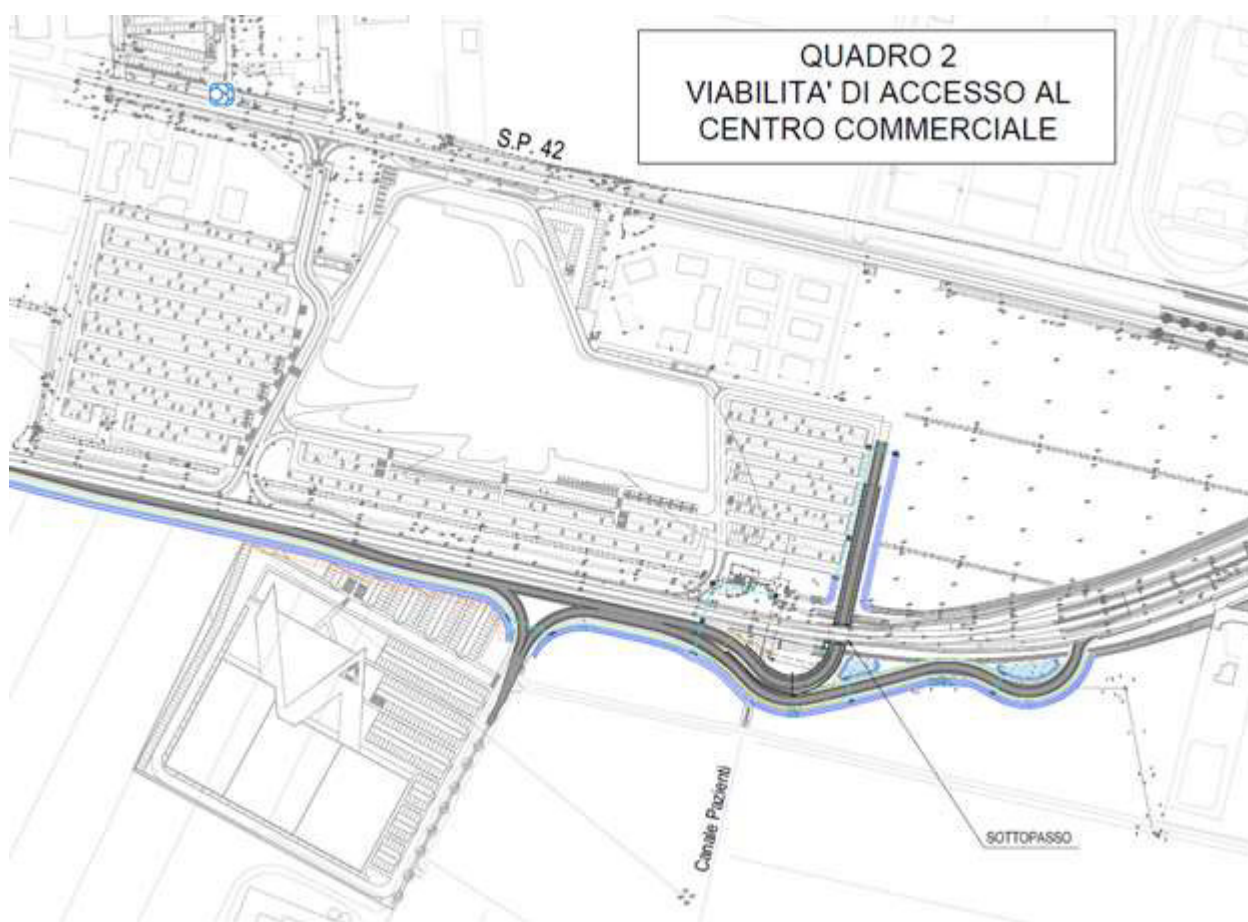 QUADRO 2
VIABILITA' DI ACCESSO AL
CENTRO COMMERCIALE
S.P. 42
Canale Pazienti
SOTTOPASSO